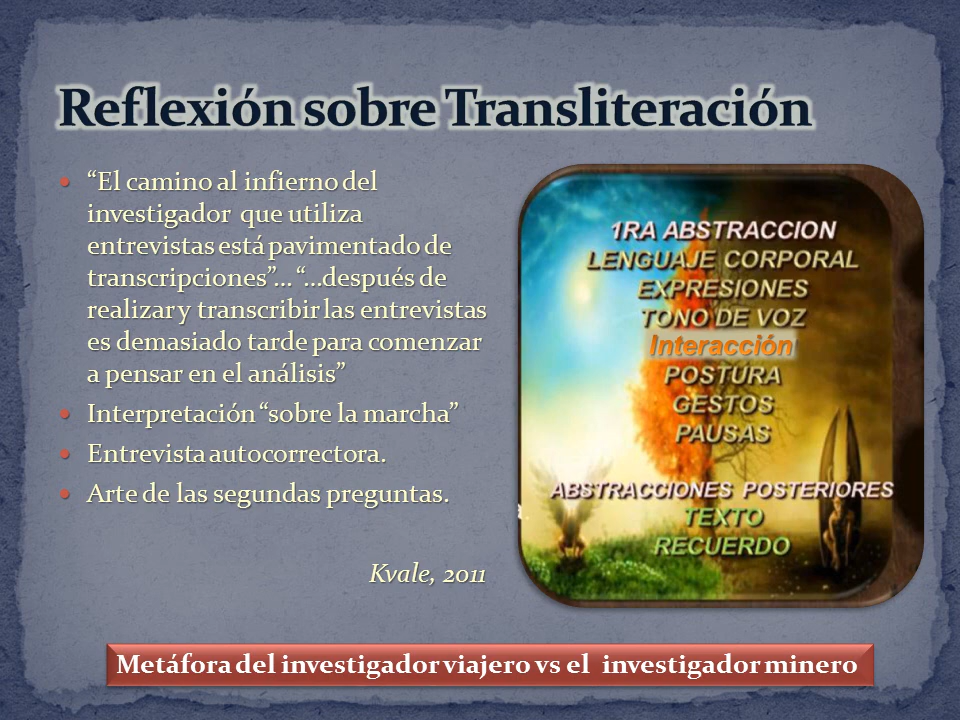 Reflexión sobre Transliteración
• “El camino al infierno del
investigador que utiliza
entrevistas está pavimentado de
transcripciones”… “…después de
realizar y transcribir las entrevistas
es demasiado tarde para comenzar
a pensar en el análisis”
• Interpretación “sobre la marcha”
• Entrevista autocorrectora.
• Arte de las segundas preguntas.
Kvale, 2011
1RA ABSTRACCION
LENGUAJE CORPORAL
EXPRESIONES
TONO DE VOZ
Interacción
POSTURA
GESTOS
PAUSAS
ABSTRACCIONES POSTERIORES
TEXTO
RECUERDO
Metáfora del investigador viajero vs el investigador minero